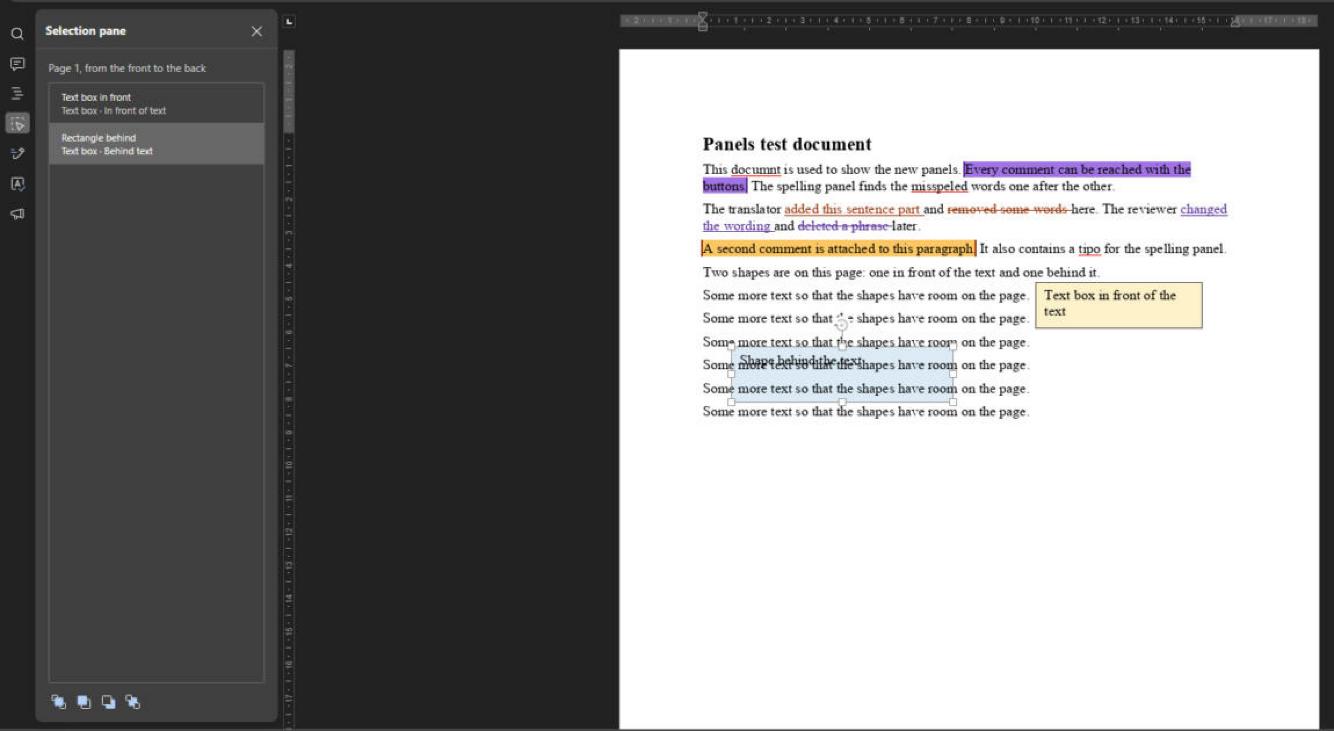 Selection pane
Page 1, from the front to the back
Text box in front
Text box - In front of text
Rectangle behind
Text box - Behind text
Panels test document
This documnt is used to show the new panels. Every comment can be reached with the
buttons. The spelling panel finds the misspeled words one after the other.
The translator added this sentence part and removed some words here. The reviewer changed
the wording and deleted a phrase later.
A second comment is attached to this paragraph. It also contains a tipo for the spelling panel.
Two shapes are on this page: one in front of the text and one behind it.
Some more text so that the shapes have room on the page.
Text box in front of the
text
Some more text so that the shapes have room on the page.
Some more text so that the shapes have room on the page.
Shape behind the text
Some more text so that the shapes have room on the page.
Some more text so that the shapes have room on the page.
Some more text so that the shapes have room on the page.